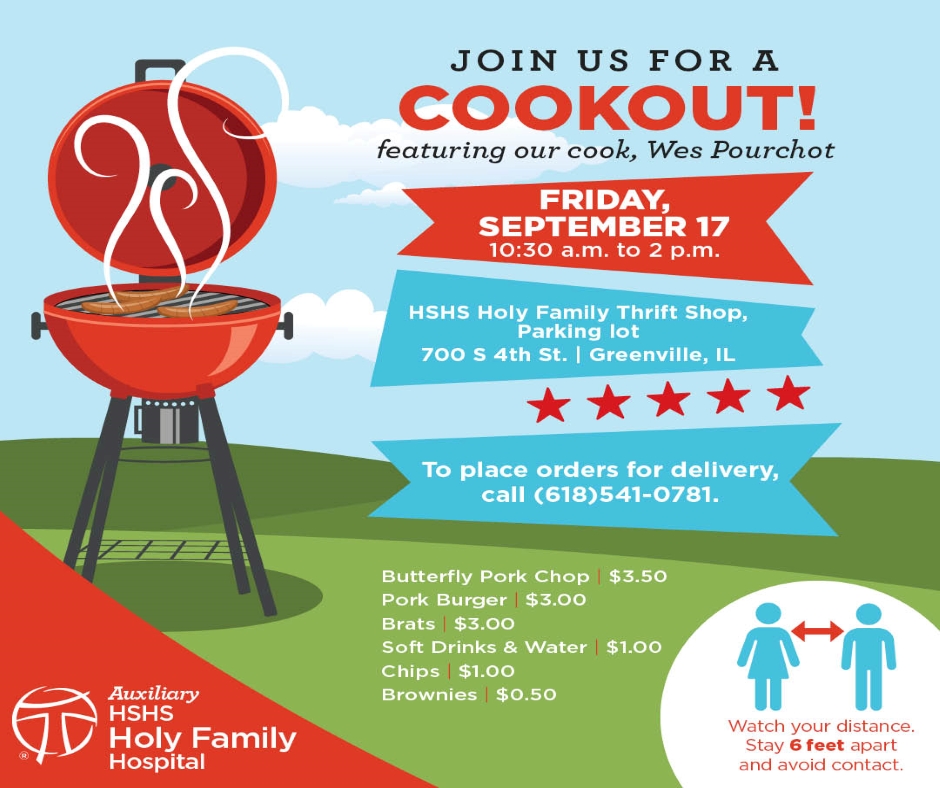 JOIN US FOR A
COOKOUT!
featuring our cook, Wes Pourchot
FRIDAY,
SEPTEMBER 17
10:30 a.m. to 2 p.m.
HSHS Holy Family Thrift Shop,
Parking lot
700 S 4th St. | Greenville, IL
To place orders for delivery,
call (618)541-0781.
Butterfly Pork Chop | $3.50
Pork Burger | $3.00
Brats | $3.00
Soft Drinks & Water | $1.00
Chips | $1.00
Brownies | $0.50
Auxiliary
HSHS
Holy Family
Hospital
®
Watch your distance.
Stay 6 feet apart
and avoid contact.